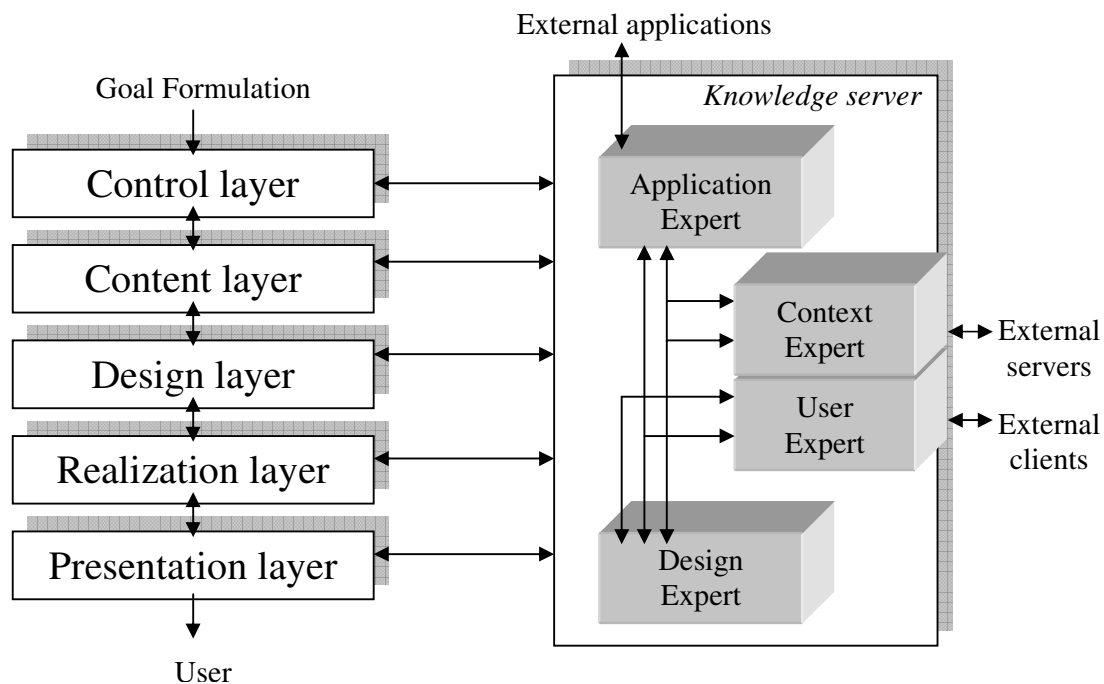 External applications
Goal Formulation
Control layer
Content layer
Design layer
Realization layer
Presentation layer
User
Knowledge server
Application
Expert
Context
Expert
User
Expert
Design
Expert
External
servers
External
clients